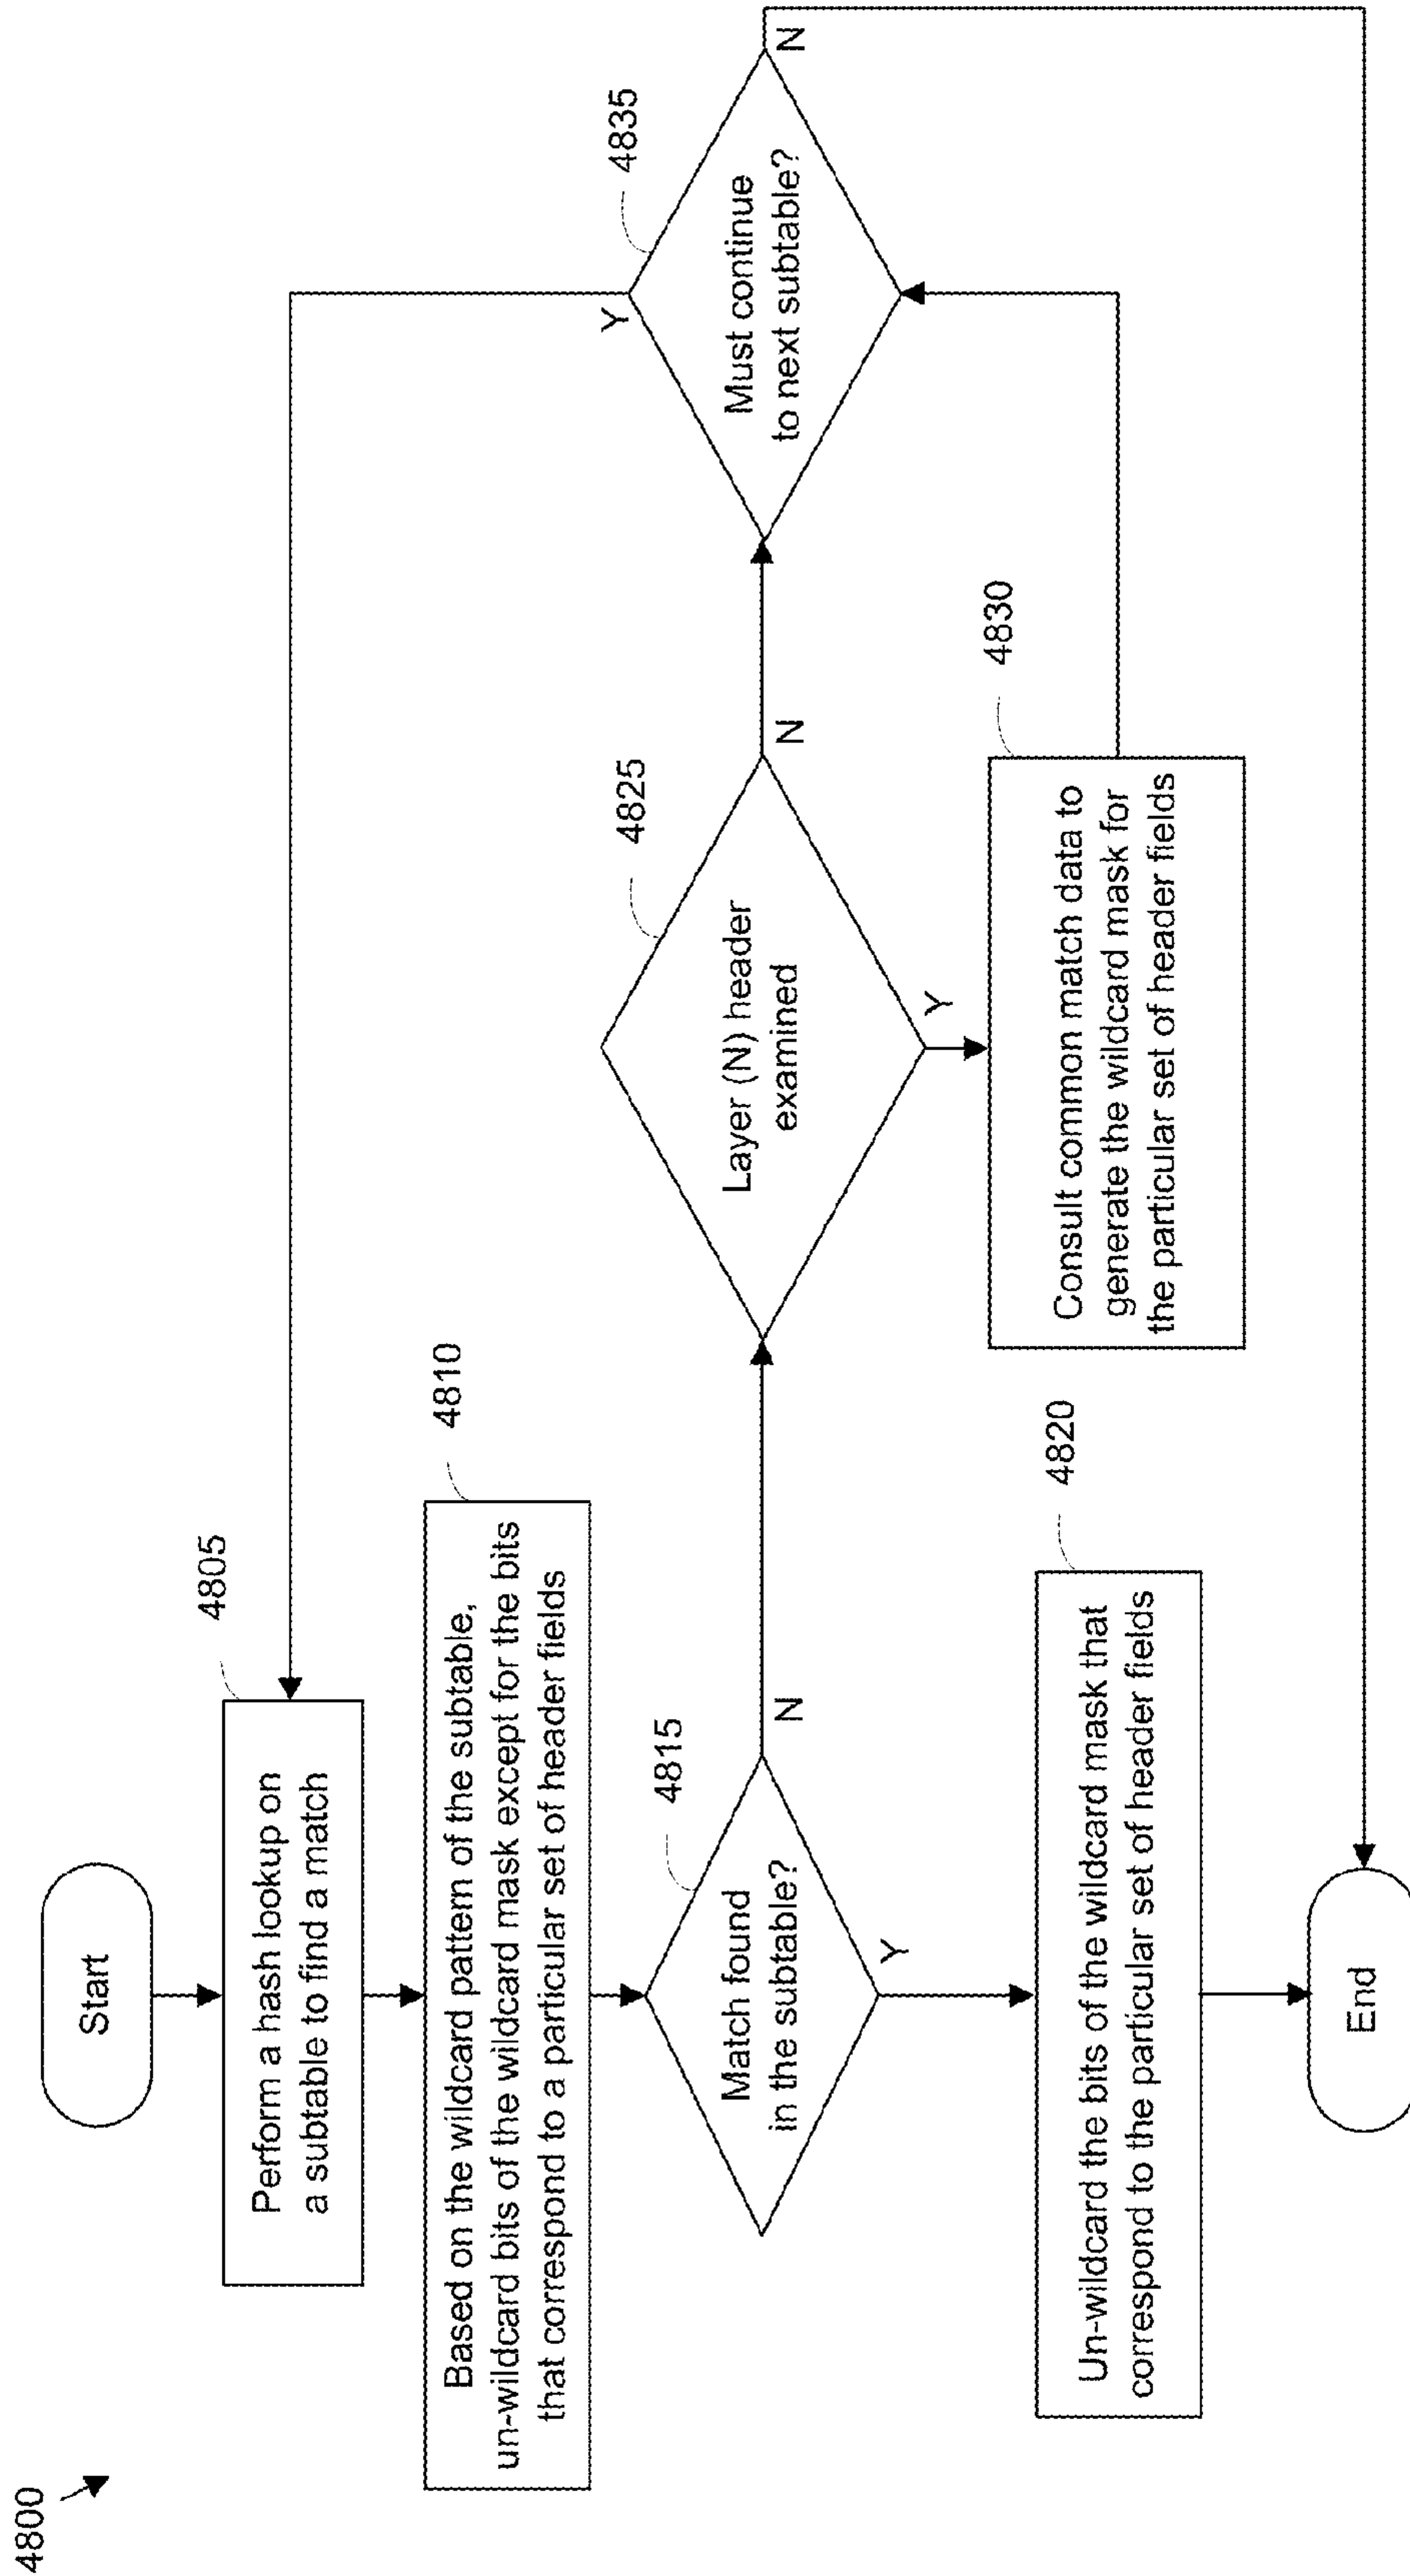 4800
Start
4805
Perform a hash lookup on
a subtable to find a match
4810
Based on the wildcard pattern of the subtable,
un-wildcard bits of the wildcard mask except for the bits
that correspond to a particular set of header fields
4815
Match found
in the subtable?
N
Y
4820
Un-wildcard the bits of the wildcard mask that
correspond to the particular set of header fields
End
4825
Layer (N) header
examined
N
Y
4830
Consult common match data to
generate the wildcard mask for
the particular set of header fields
4835
Must continue
to next subtable?
Y
N